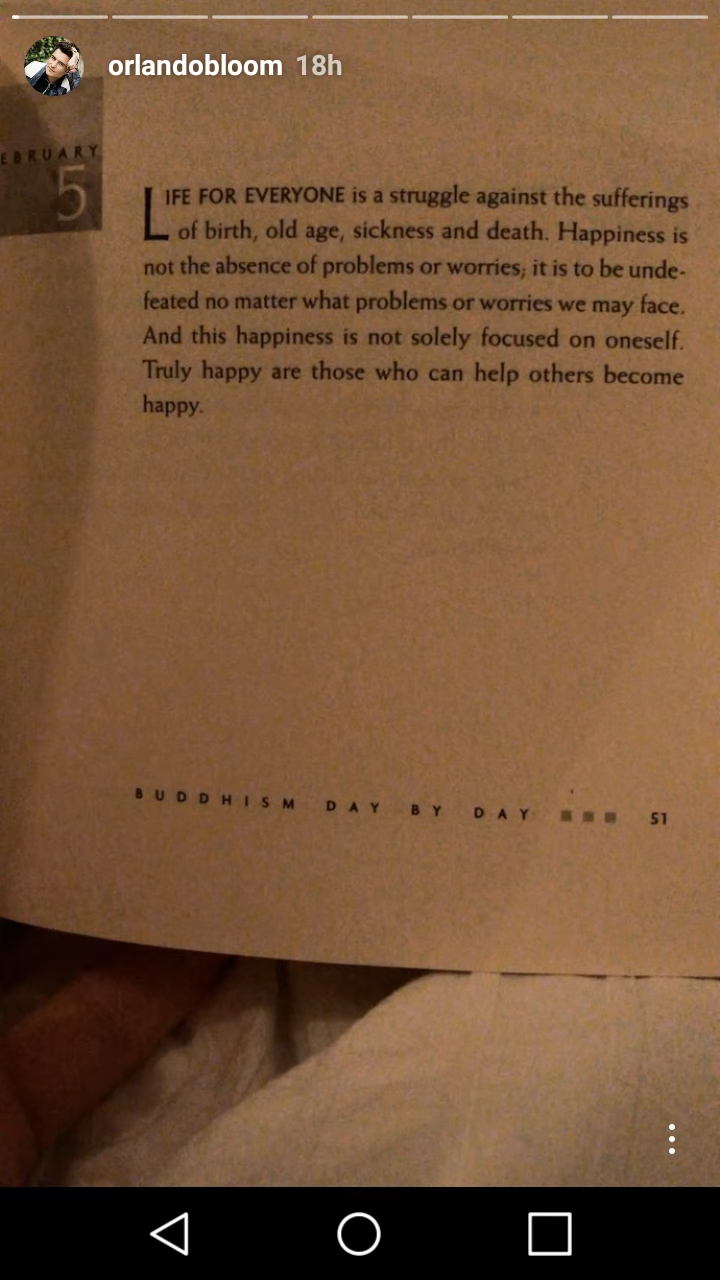 orlandobloom 18h
EBRUARY
5
LIFE FOR EVERYONE is a struggle against the sufferings
of birth, old age, sickness and death. Happiness is
not the absence of problems or worries; it is to be unde-
feated no matter what problems or worries we may face.
And this happiness is not solely focused on oneself.
Truly happy are those who can help others become
happy.
BUDDHISM DAY BY DAY 51